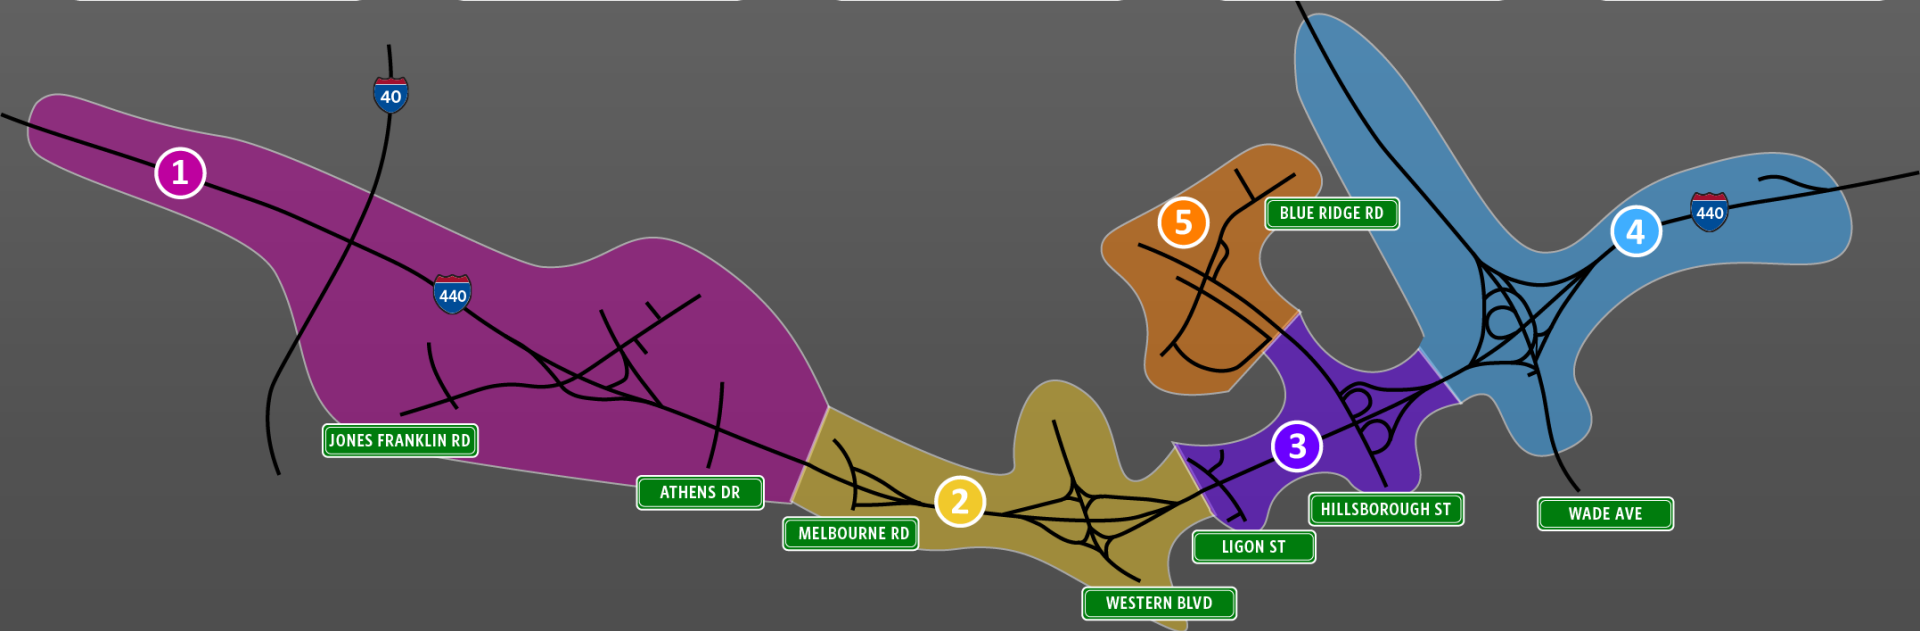 40
1
5
BLUE RIDGE RD
440
4
440
JONES FRANKLIN RD
3
ATHENS DR
2
HILLSBOROUGH ST
WADE AVE
MELBOURNE RD
LIGON ST
WESTERN BLVD